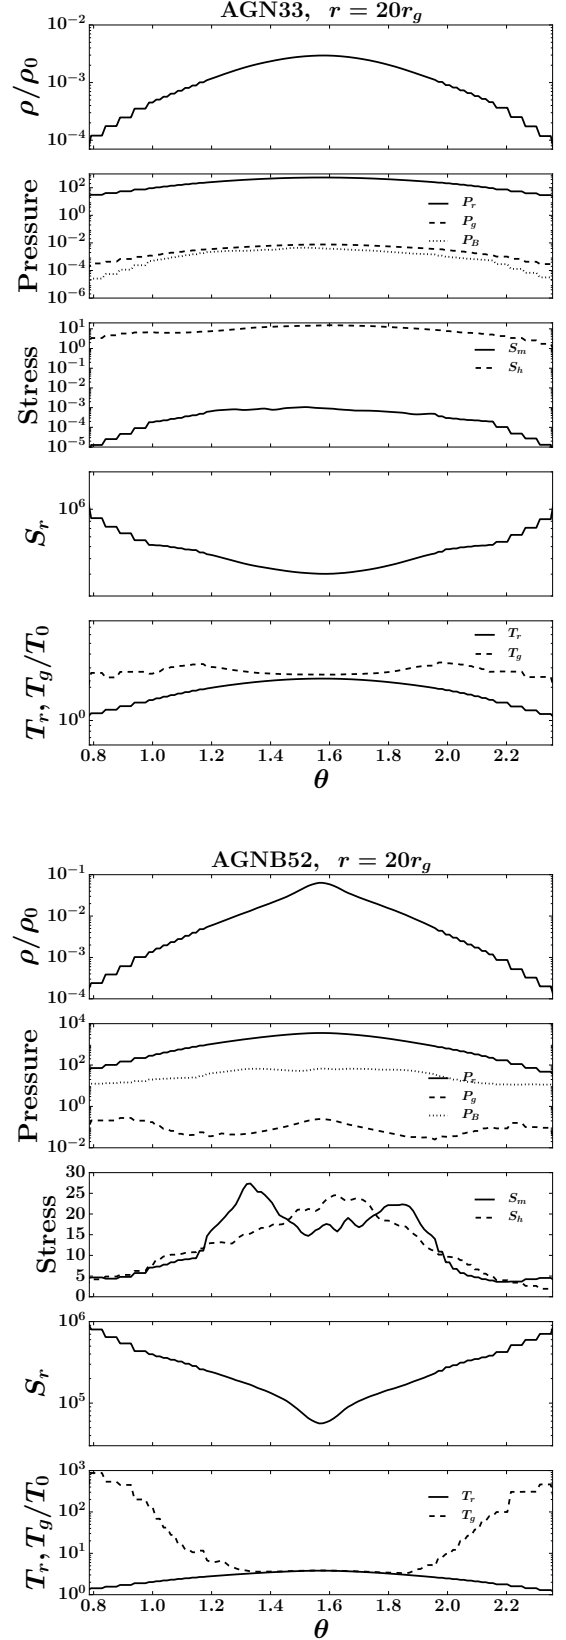 AGN33, r = 20r_g
10^{-2}
10^{-3}
10^{-4}
ρ/ρ_0
10^2
10^0
10^{-2}
10^{-4}
10^{-6}
Pressure
P_r
P_g
P_B
10^1
10^0
10^{-1}
10^{-2}
10^{-3}
10^{-4}
10^{-5}
Stress
S_m
S_h
10^6
S_r
10^0
T_r, T_g/T_0
T_r
T_g
0.8 1.0 1.2 1.4 1.6 1.8 2.0 2.2
θ
AGNB52, r = 20r_g
10^{-1}
10^{-2}
10^{-3}
10^{-4}
ρ/ρ_0
10^4
10^2
10^0
10^{-2}
Pressure
P_r
P_g
P_B
30
25
20
15
10
5
0
Stress
S_m
S_h
10^6
10^5
S_r
10^3
10^2
10^1
10^0
T_r, T_g/T_0
T_r
T_g
0.8 1.0 1.2 1.4 1.6 1.8 2.0 2.2
θ